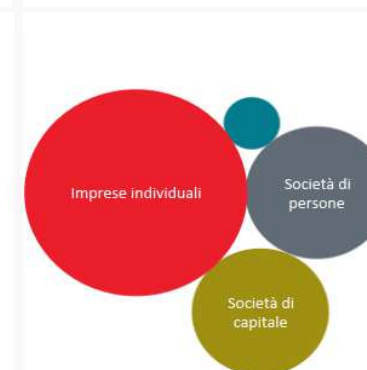 Imprese individuali
Società di
persone
Società di
capitale